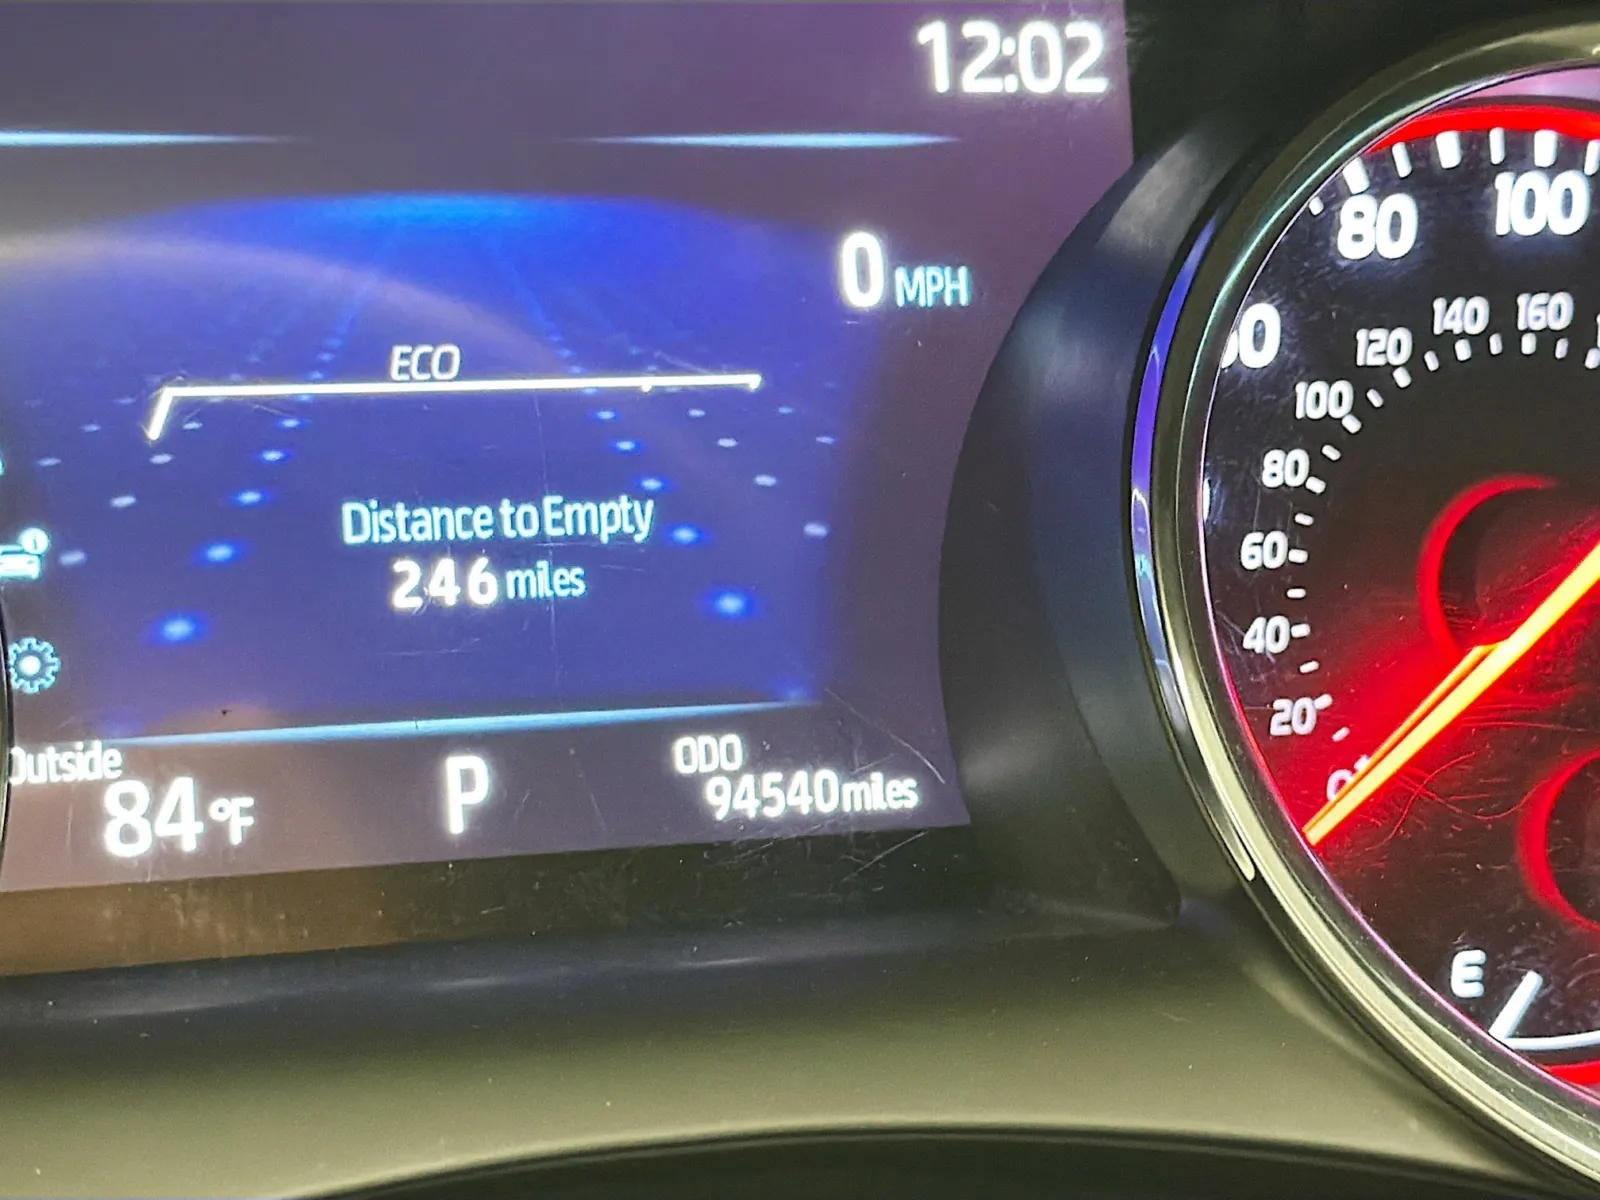 12:02
0 MPH
ECO
Distance to Empty
246 miles
Outside
84 °F
P
ODO
94540 miles
80
100
120
140
160
100
80
60
40
20
E